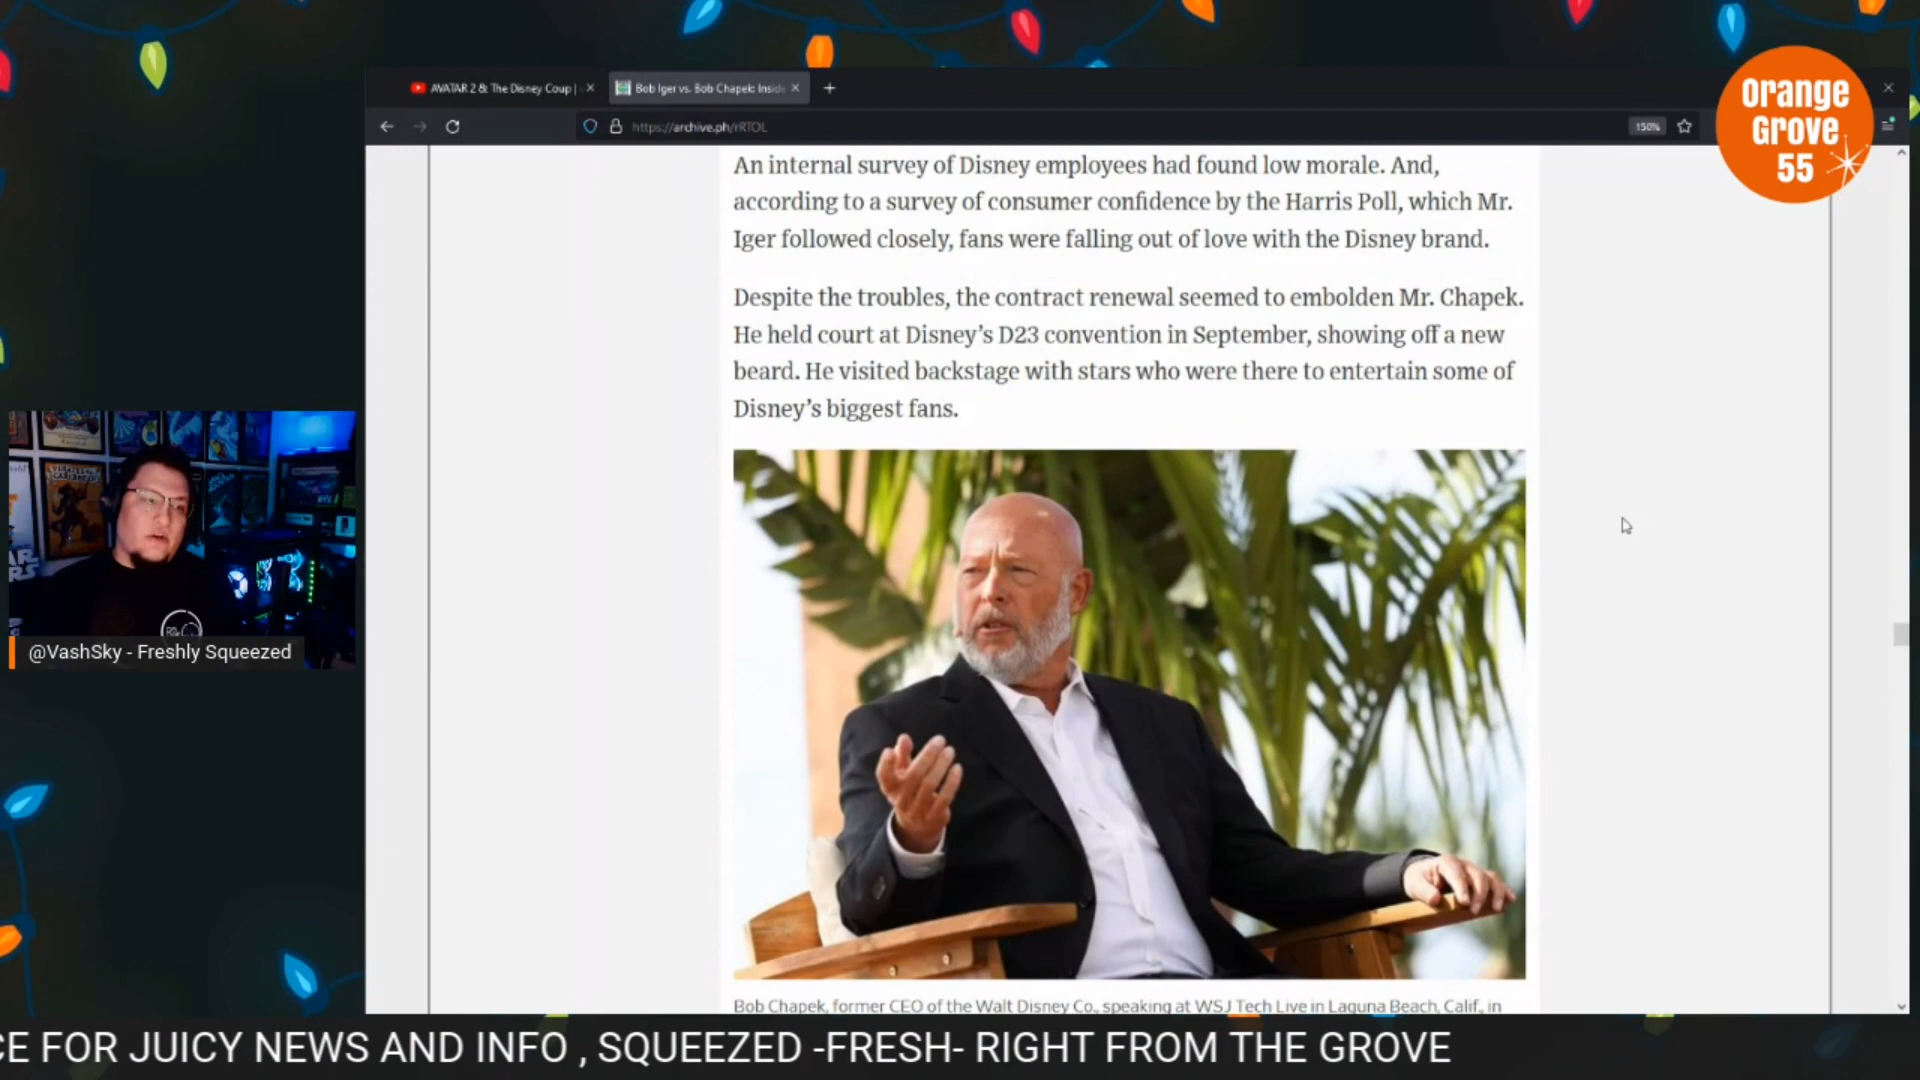 Orange
Grove
55
AVATAR 2 & The Disney Coup |
Bob Iger vs. Bob Chapek: Inside
https://archive.ph/rRTOL
150%
An internal survey of Disney employees had found low morale. And,
according to a survey of consumer confidence by the Harris Poll, which Mr.
Iger followed closely, fans were falling out of love with the Disney brand.
Despite the troubles, the contract renewal seemed to embolden Mr. Chapek.
He held court at Disney's D23 convention in September, showing off a new
beard. He visited backstage with stars who were there to entertain some of
Disney's biggest fans.
@VashSky - Freshly Squeezed
Bob Chapek, former CEO of the Walt Disney Co., speaking at WSJ Tech Live in Laguna Beach, Calif., in
CE FOR JUICY NEWS AND INFO , SQUEEZED -FRESH- RIGHT FROM THE GROVE